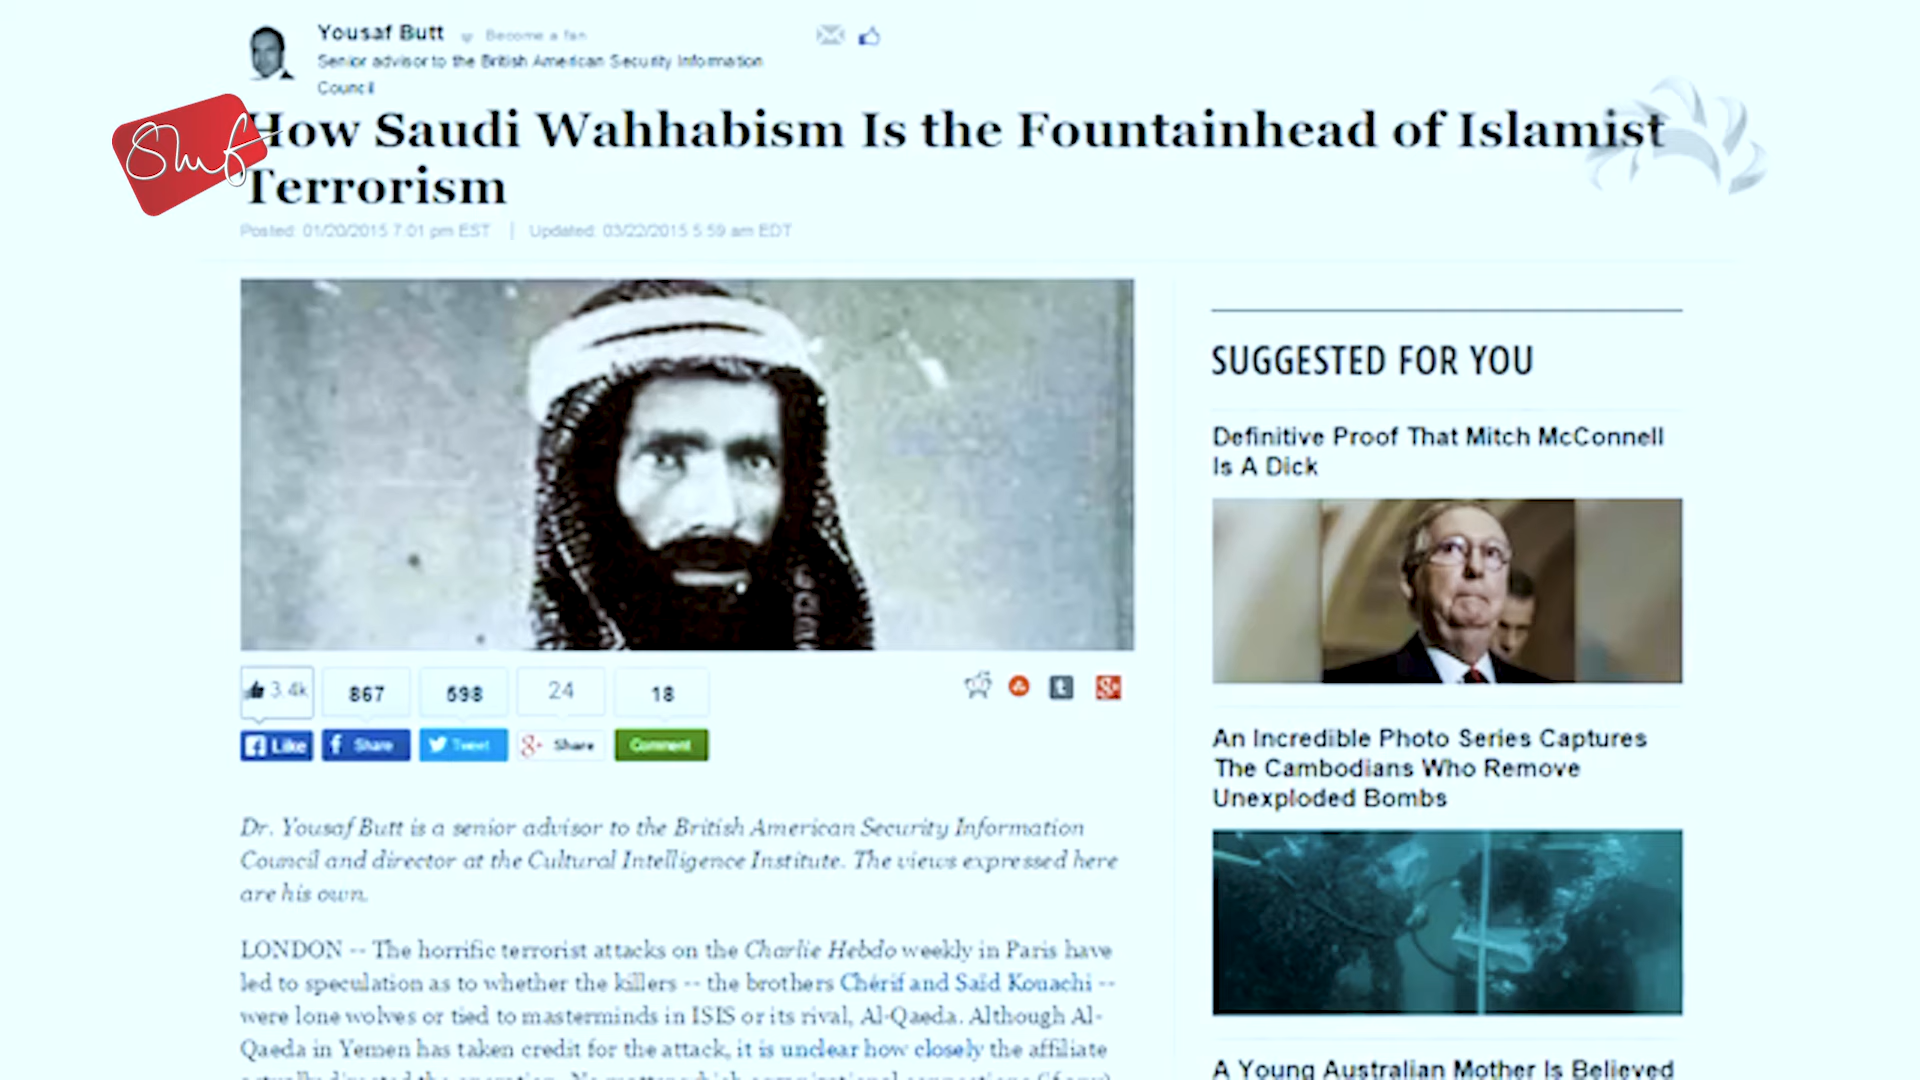 Yousaf Butt Become a fan
Senior advisor to the British American Security Information
Council
Shuf
How Saudi Wahhabism Is the Fountainhead of Islamist
Terrorism
Posted: 01/20/2015 7:01 pm EST | Updated: 03/22/2015 5:59 am EDT
3.4k 867 598 24 18
Like Share Tweet Share Comment
Dr. Yousaf Butt is a senior advisor to the British American Security Information
Council and director at the Cultural Intelligence Institute. The views expressed here
are his own.
LONDON -- The horrific terrorist attacks on the Charlie Hebdo weekly in Paris have
led to speculation as to whether the killers -- the brothers Chérif and Saïd Kouachi --
were lone wolves or tied to masterminds in ISIS or its rival, Al-Qaeda. Although Al-
Qaeda in Yemen has taken credit for the attack, it is unclear how closely the affiliate
SUGGESTED FOR YOU
Definitive Proof That Mitch McConnell
Is A Dick
An Incredible Photo Series Captures
The Cambodians Who Remove
Unexploded Bombs
A Young Australian Mother Is Believed